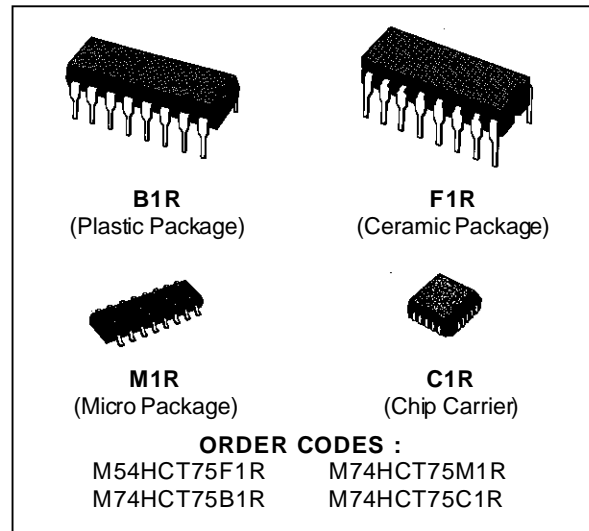 B1R
(Plastic Package)
F1R
(Ceramic Package)
M1R
(Micro Package)
C1R
(Chip Carrier)
ORDER CODES :
M54HCT75F1R M74HCT75M1R
M74HCT75B1R M74HCT75C1R